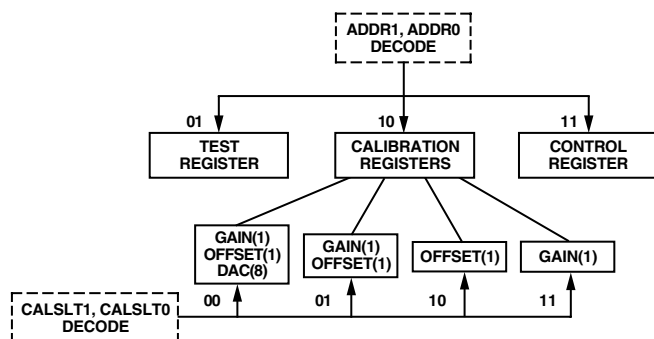 ADDR1, ADDR0
DECODE
01
10
11
TEST
REGISTER
CALIBRATION
REGISTERS
CONTROL
REGISTER
GAIN(1)
OFFSET(1)
DAC(8)
GAIN(1)
OFFSET(1)
OFFSET(1)
GAIN(1)
00
01
10
11
CALSLT1, CALSLT0
DECODE